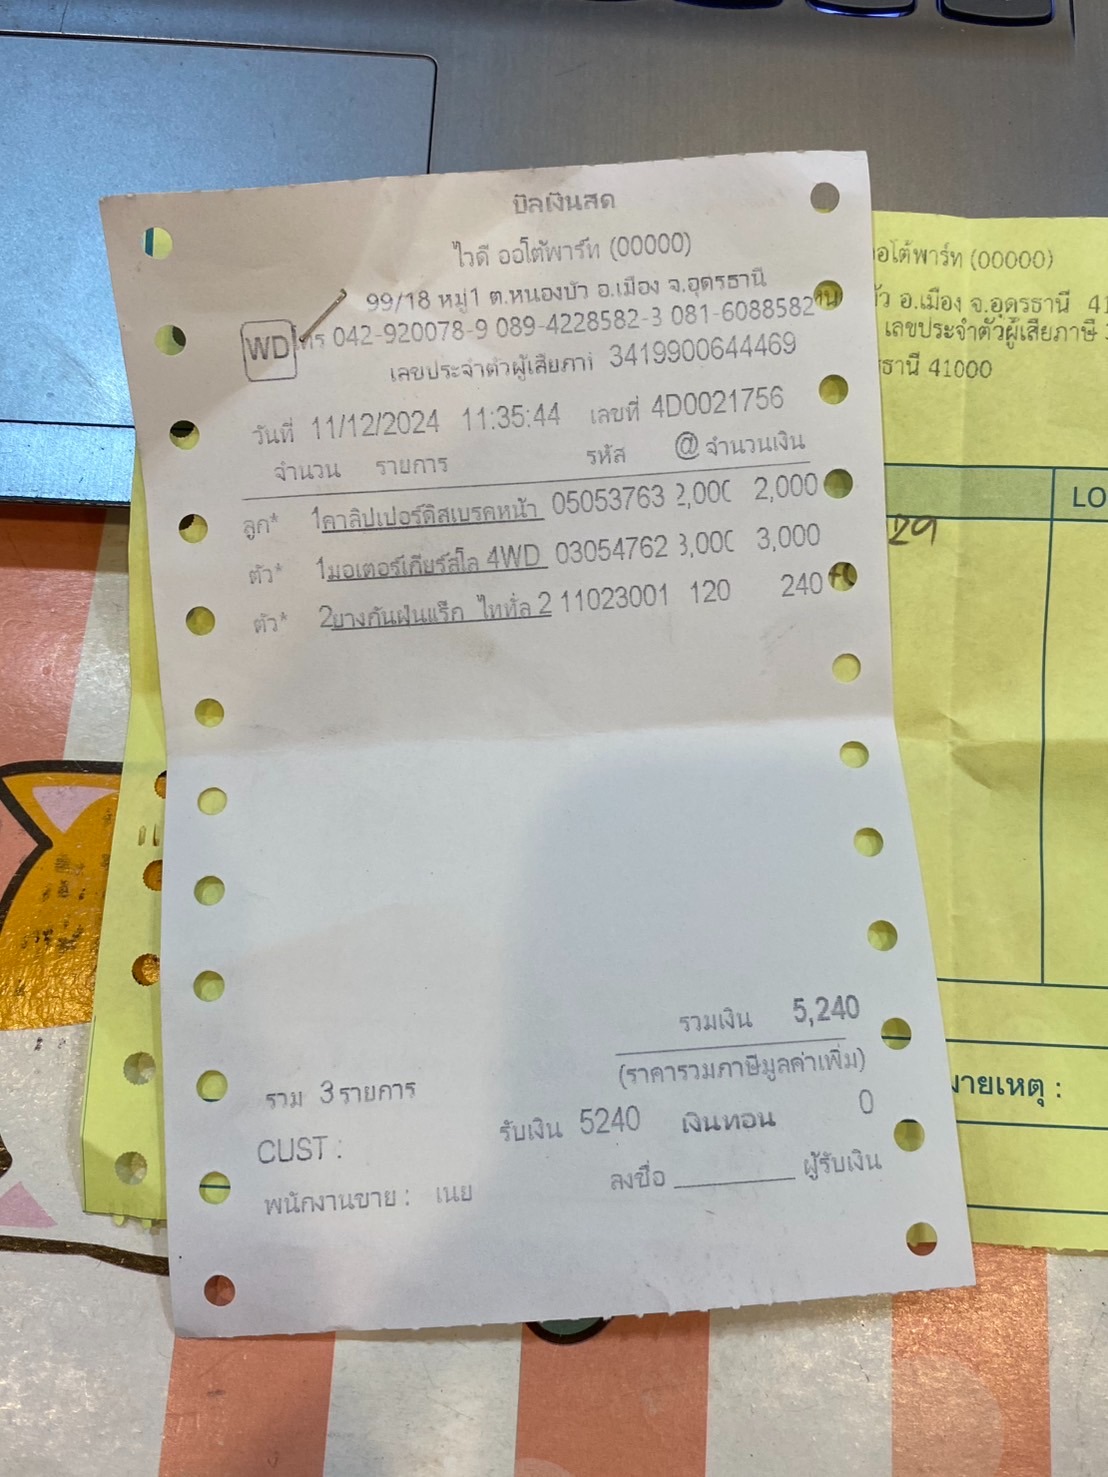 บิลเงินสด
ไวดี ออโต้พาร์ท (00000)
99/18 หมู่1 ต.หนองบัว อ.เมือง จ.อุดรธานี
WD โทร 042-920078-9 089-4228582-3 081-6088582
เลขประจำตัวผู้เสียภาษี 3419900644469
วันที่ 11/12/2024 11:35:44 เลขที่ 4D0021756
จำนวน รายการ รหัส @ จำนวนเงิน
ลูก* 1 คาลิปเปอร์ดิสเบรคหน้า 05053763 2,000 2,000
ตัว* 1 มอเตอร์เกียร์สโล 4WD 03054762 3,000 3,000
ตัว* 2 ยางกันฝุ่นแร็ก ไททั่ล 2 11023001 120 240
รวมเงิน 5,240
(ราคารวมภาษีมูลค่าเพิ่ม)
รวม 3 รายการ
รับเงิน 5240 เงินทอน 0
CUST :
ลงชื่อ ผู้รับเงิน
พนักงานขาย : เนย
ออโต้พาร์ท (00000)
อ.เมือง จ.อุดรธานี
เลขประจำตัวผู้เสียภาษี
41000
LO
29